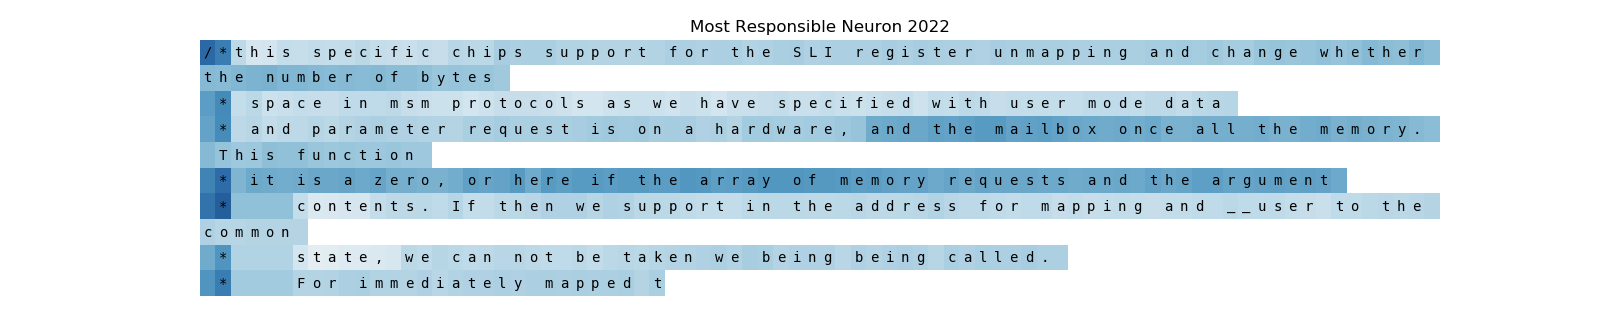 Most Responsible Neuron 2022
/*this specific chips support for the SLI register unmapping and change whether
the number of bytes
 * space in msm protocols as we have specified with user mode data
 * and parameter request is on a hardware, and the mailbox once all the memory.
 This function
 * it is a zero, or here if the array of memory requests and the argument
 *    contents. If then we support in the address for mapping and __user to the
common
 *    state, we can not be taken we being being called.
 *    For immediately mapped t